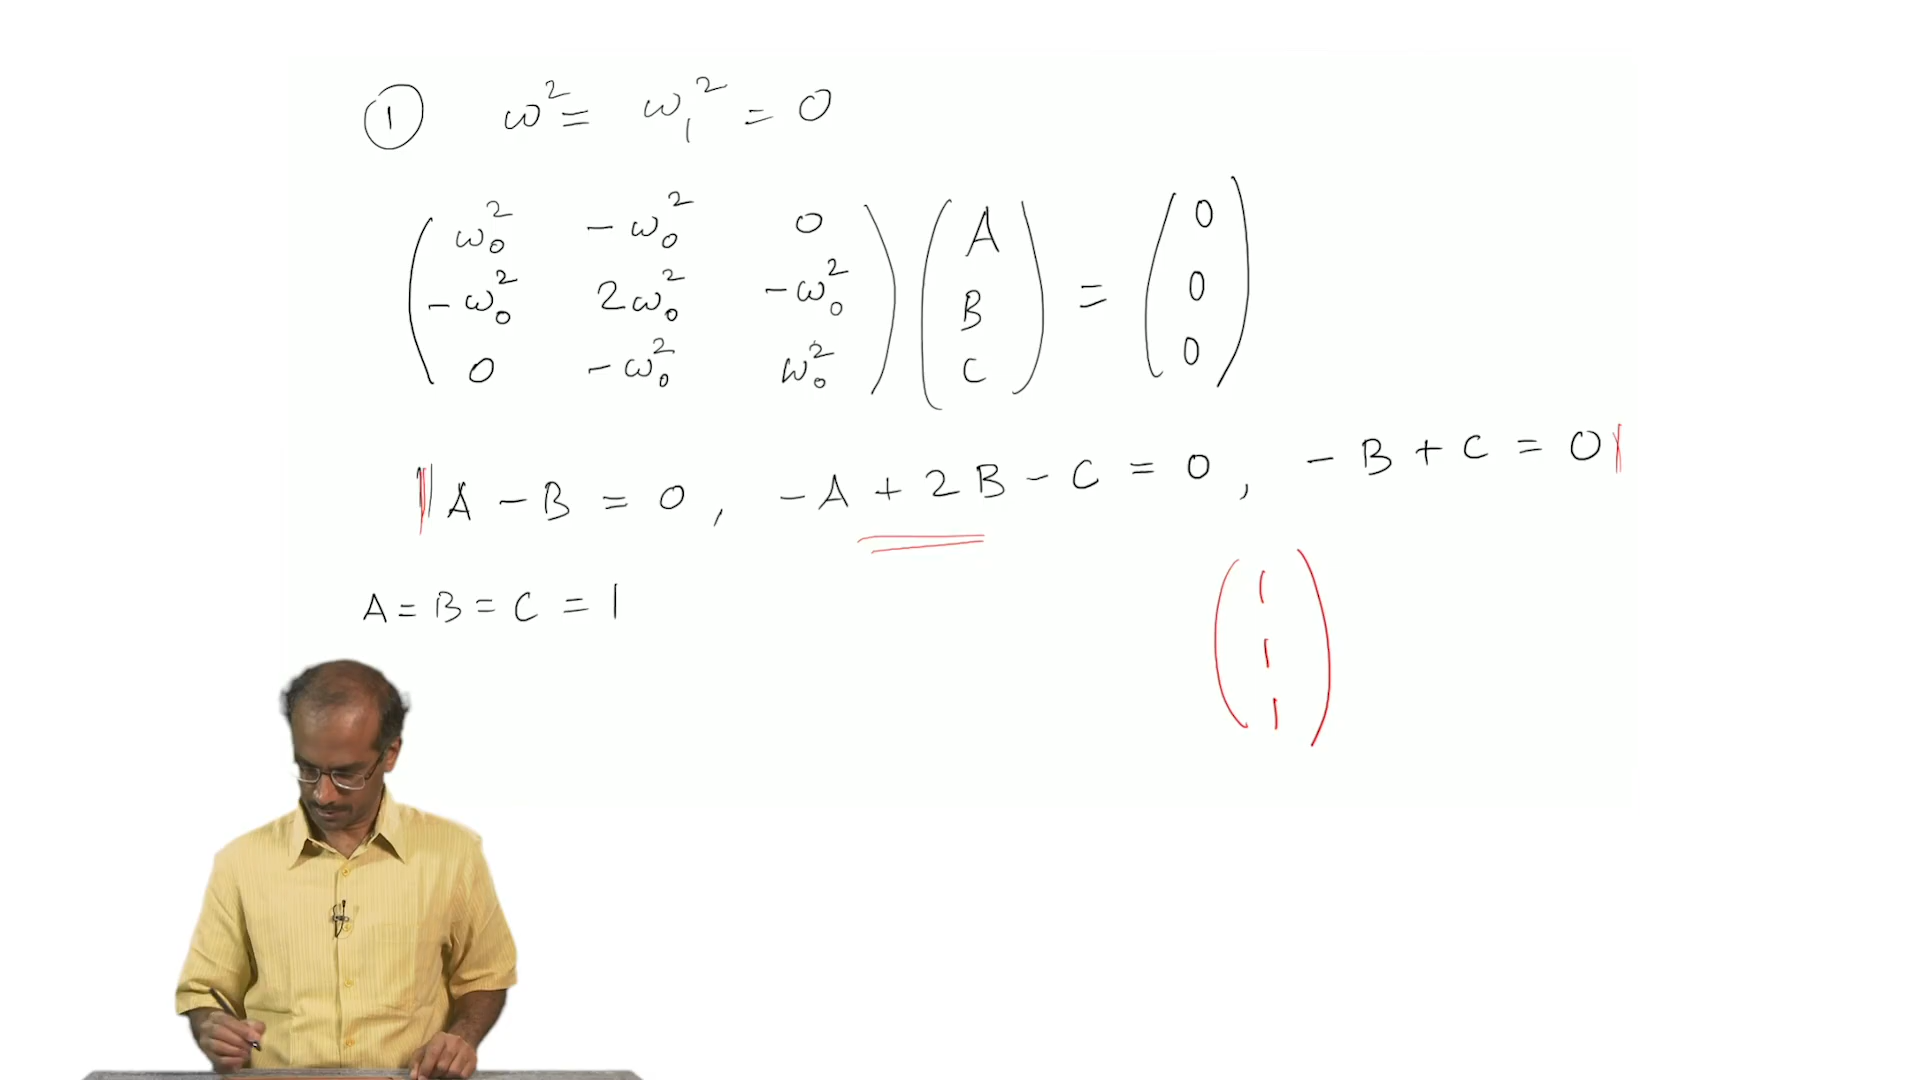 ① ω² = ω₁² = 0
( ω₀² -ω₀² 0 ) ( A ) = ( 0 )
( -ω₀² 2ω₀² -ω₀² ) ( B ) ( 0 )
( 0 -ω₀² ω₀² ) ( C ) ( 0 )
A - B = 0 , -A + 2B - C = 0 , -B + C = 0
A = B = C = 1
( 1
1
1 )